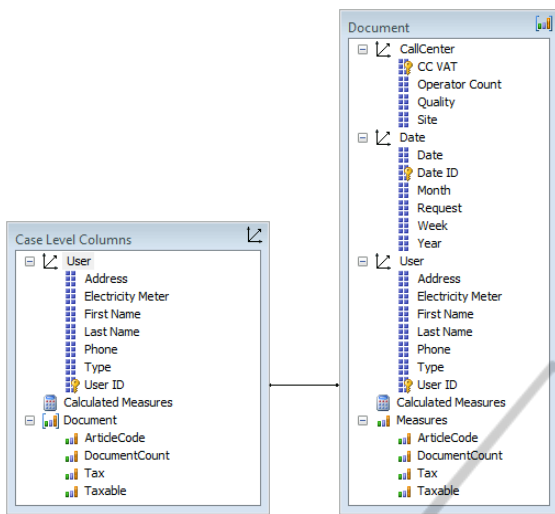 Case Level Columns
User
Address
Electricity Meter
First Name
Last Name
Phone
Type
User ID
Calculated Measures
Document
ArticleCode
DocumentCount
Tax
Taxable
Document
CallCenter
CC VAT
Operator Count
Quality
Site
Date
Date
Date ID
Month
Request
Week
Year
User
Address
Electricity Meter
First Name
Last Name
Phone
Type
User ID
Calculated Measures
Measures
ArticleCode
DocumentCount
Tax
Taxable